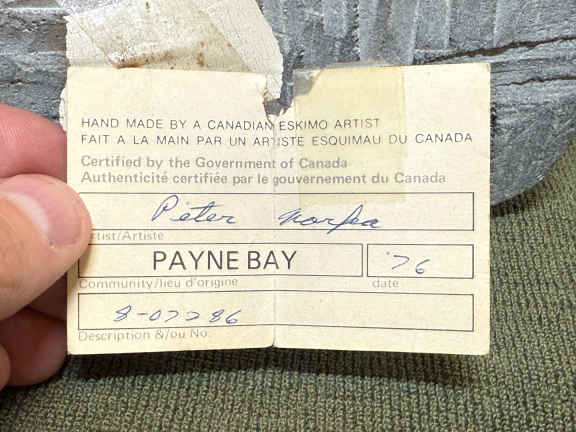 HAND MADE BY A CANADIAN ESKIMO ARTIST
FAIT A LA MAIN PAR UN ARTISTE ESQUIMAU DU CANADA
Certified by the Government of Canada
Authenticité certifiée par le gouvernement du Canada
Peter
Artist/Artiste
PAYNE BAY '76
Community/lieu d'origine date
8-07786
Description &/ou No.